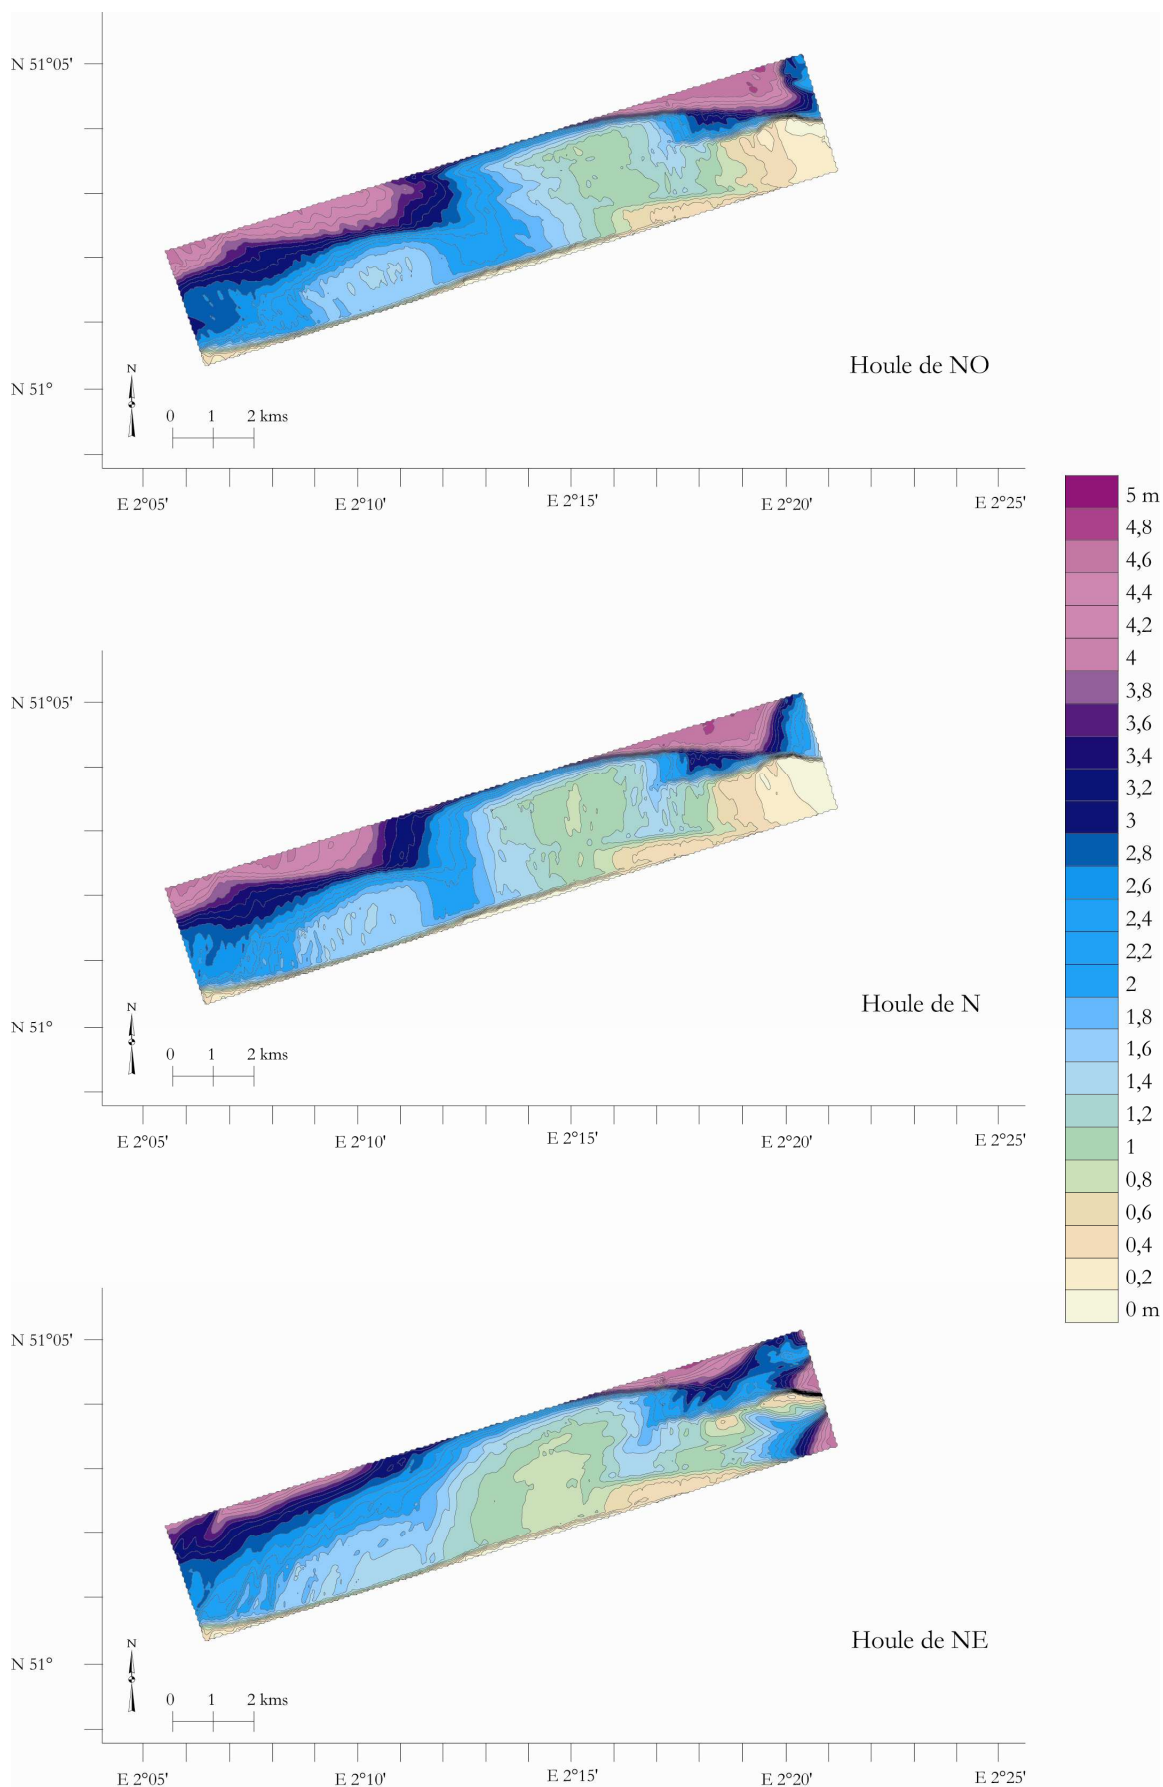 N 51°05'
Houle de NO
N
N 51°
0 1 2 kms
E 2°05' E 2°10' E 2°15' E 2°20' E 2°25'
5 m
4,8
4,6
4,4
4,2
4
3,8
3,6
3,4
3,2
3
2,8
2,6
2,4
2,2
2
1,8
1,6
1,4
1,2
1
0,8
0,6
0,4
0,2
0 m
N 51°05'
Houle de N
N
N 51°
0 1 2 kms
E 2°05' E 2°10' E 2°15' E 2°20' E 2°25'
N 51°05'
Houle de NE
N
N 51°
0 1 2 kms
E 2°05' E 2°10' E 2°15' E 2°20' E 2°25'